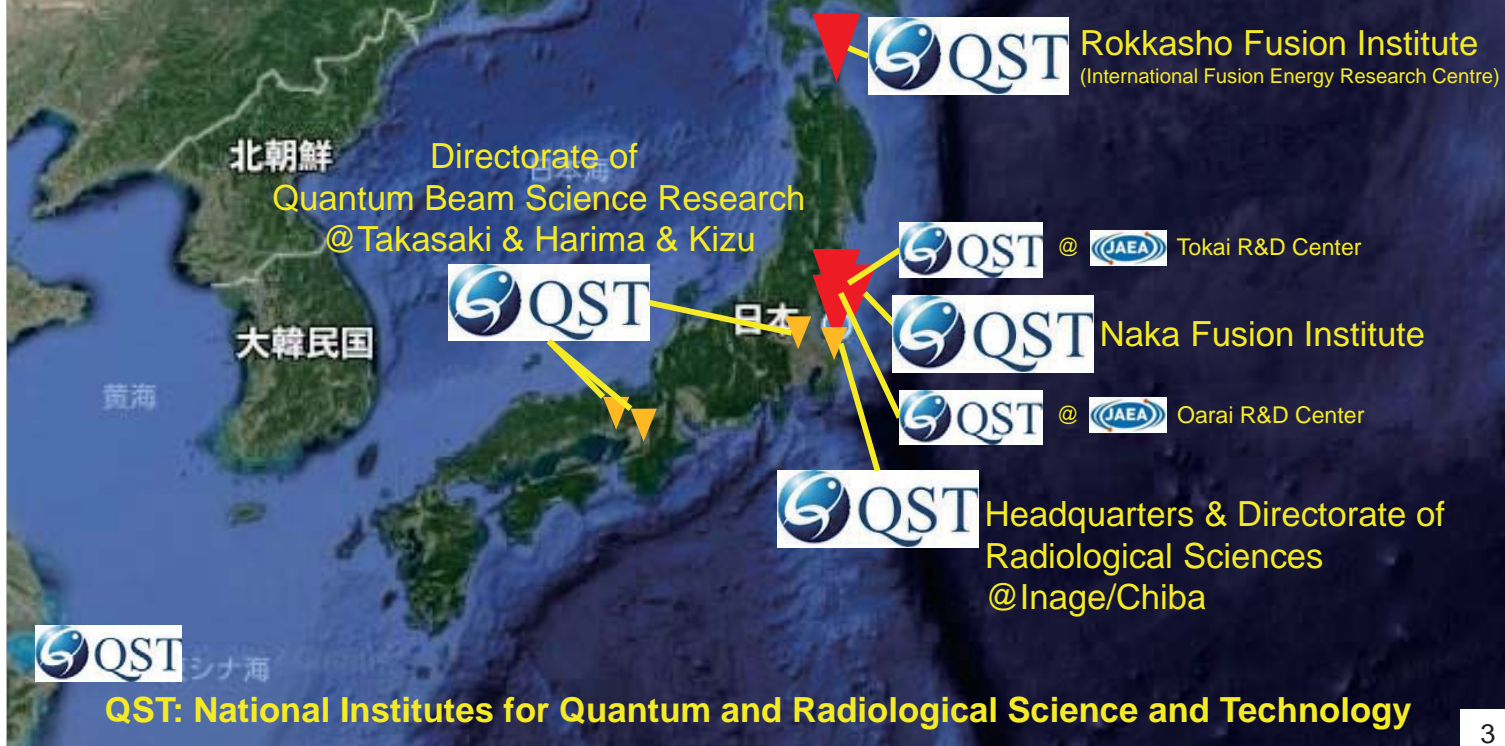 QST Rokkasho Fusion Institute
(International Fusion Energy Research Centre)
北朝鮮
日本海
Directorate of
Quantum Beam Science Research
@Takasaki & Harima & Kizu
QST
QST @ JAEA Tokai R&D Center
大韓民国
日本
QST Naka Fusion Institute
黄海
QST @ JAEA Oarai R&D Center
QST Headquarters & Directorate of
Radiological Sciences
@Inage/Chiba
QST
シナ海
QST: National Institutes for Quantum and Radiological Science and Technology
3